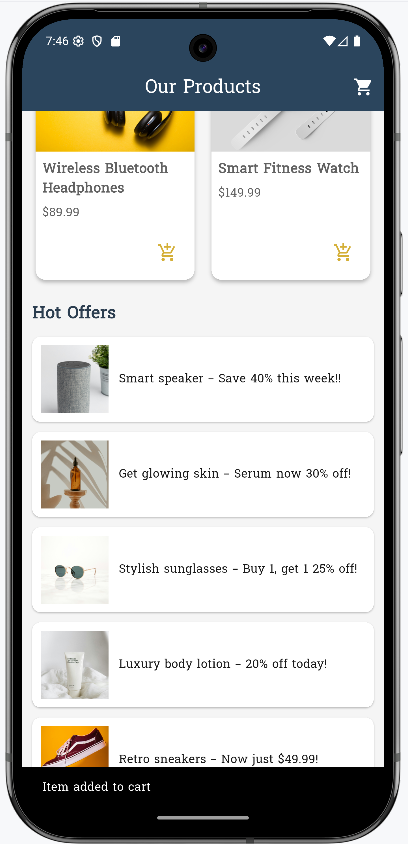 7:46
Our Products
Wireless Bluetooth
Headphones
$89.99
Smart Fitness Watch
$149.99
Hot Offers
Smart speaker – Save 40% this week!!
Get glowing skin – Serum now 30% off!
Stylish sunglasses – Buy 1, get 1 25% off!
Luxury body lotion – 20% off today!
Retro sneakers – Now just $49.99!
Item added to cart